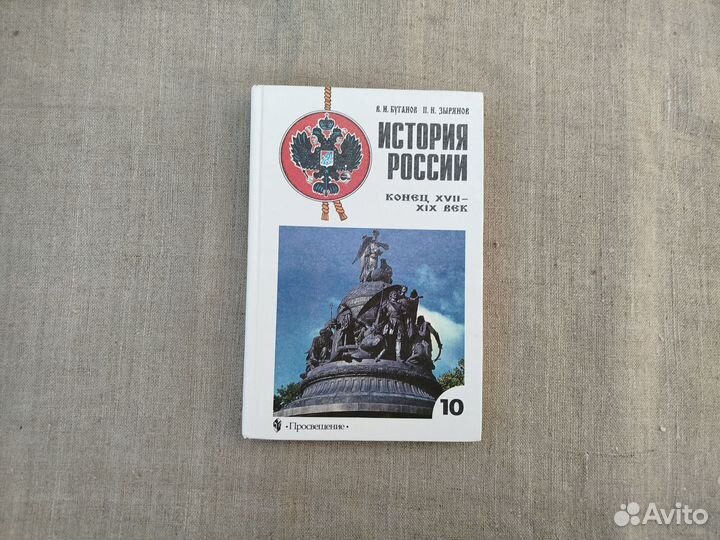 В. И. БУГАНОВ П. Н. ЗЫРЯНОВ
ИСТОРИЯ
РОССИИ
КОНЕЦ XVII–
XIX ВЕК
10
• Просвещение •
Avito